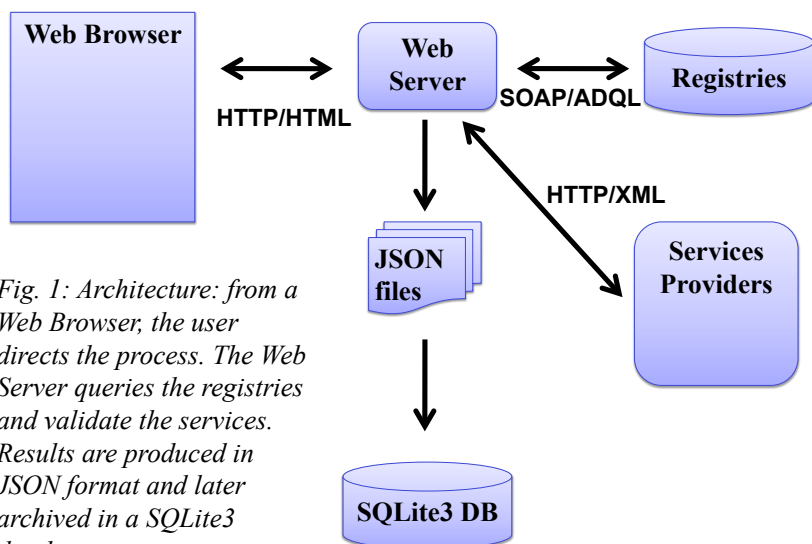 Web Browser
Web
Server
Registries
HTTP/HTML
SOAP/ADQL
HTTP/XML
JSON
files
Services
Providers
Fig. 1: Architecture: from a
Web Browser, the user
directs the process. The Web
Server queries the registries
and validate the services.
Results are produced in
JSON format and later
archived in a SQLite3
SQLite3 DB